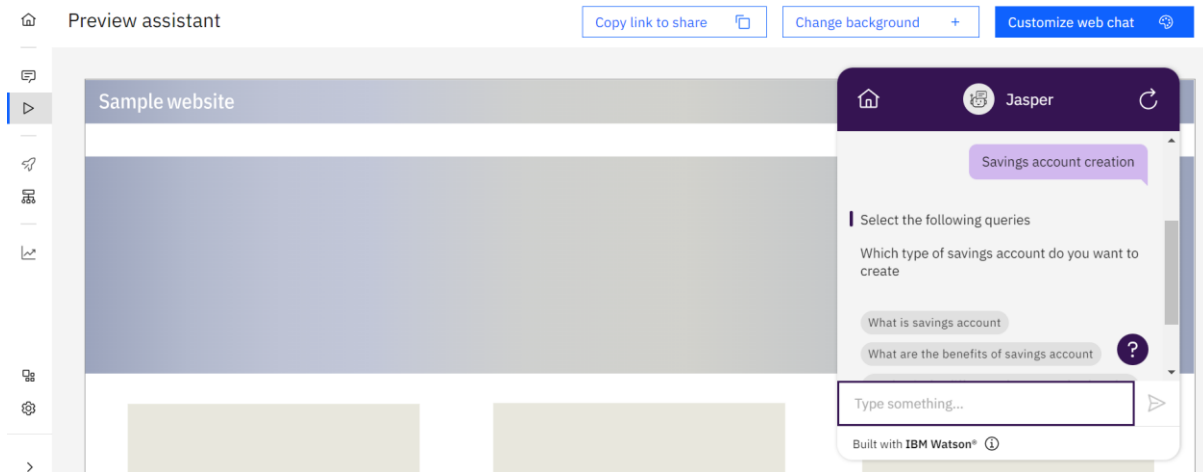 Preview assistant
Copy link to share
Change background +
Customize web chat
Sample website
Jasper
Savings account creation
Select the following queries
Which type of savings account do you want to
create
What is savings account
What are the benefits of savings account
?
Type something...
Built with IBM Watson®